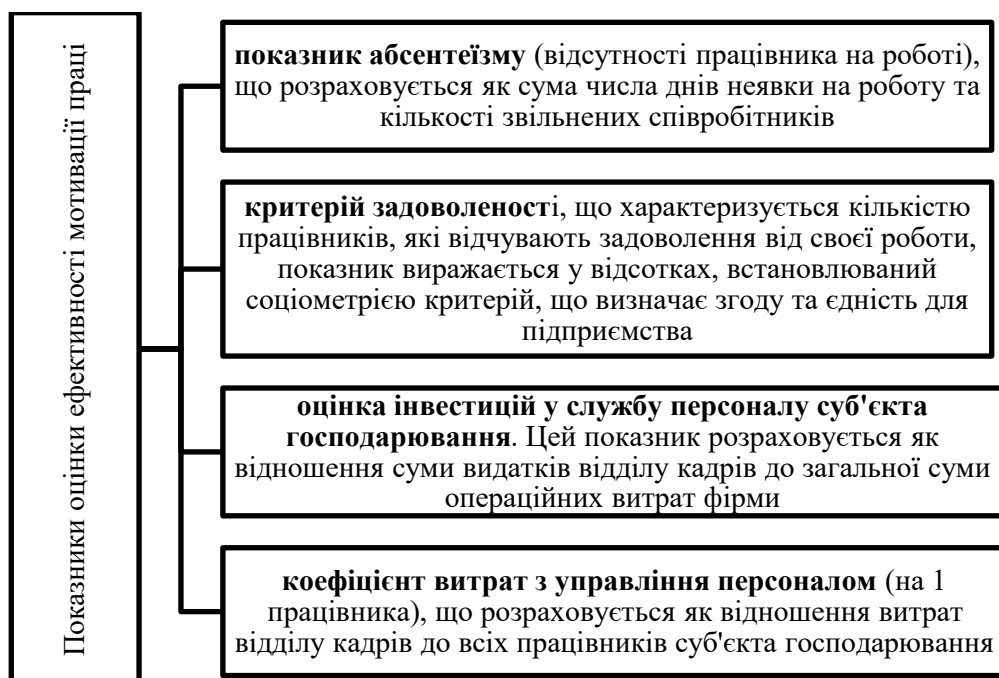 Показники оцінки ефективності мотивації праці
показник абсентеїзму (відсутності працівника на роботі),
що розраховується як сума числа днів неявки на роботу та
кількості звільнених співробітників
критерій задоволеності, що характеризується кількістю
працівників, які відчувають задоволення від своєї роботи,
показник виражається у відсотках, встановлюваний
соціометрією критерій, що визначає згоду та єдність для
підприємства
оцінка інвестицій у службу персоналу суб'єкта
господарювання. Цей показник розраховується як
відношення суми видатків відділу кадрів до загальної суми
операційних витрат фірми
коефіцієнт витрат з управління персоналом (на 1
працівника), що розраховується як відношення витрат
відділу кадрів до всіх працівників суб'єкта господарювання